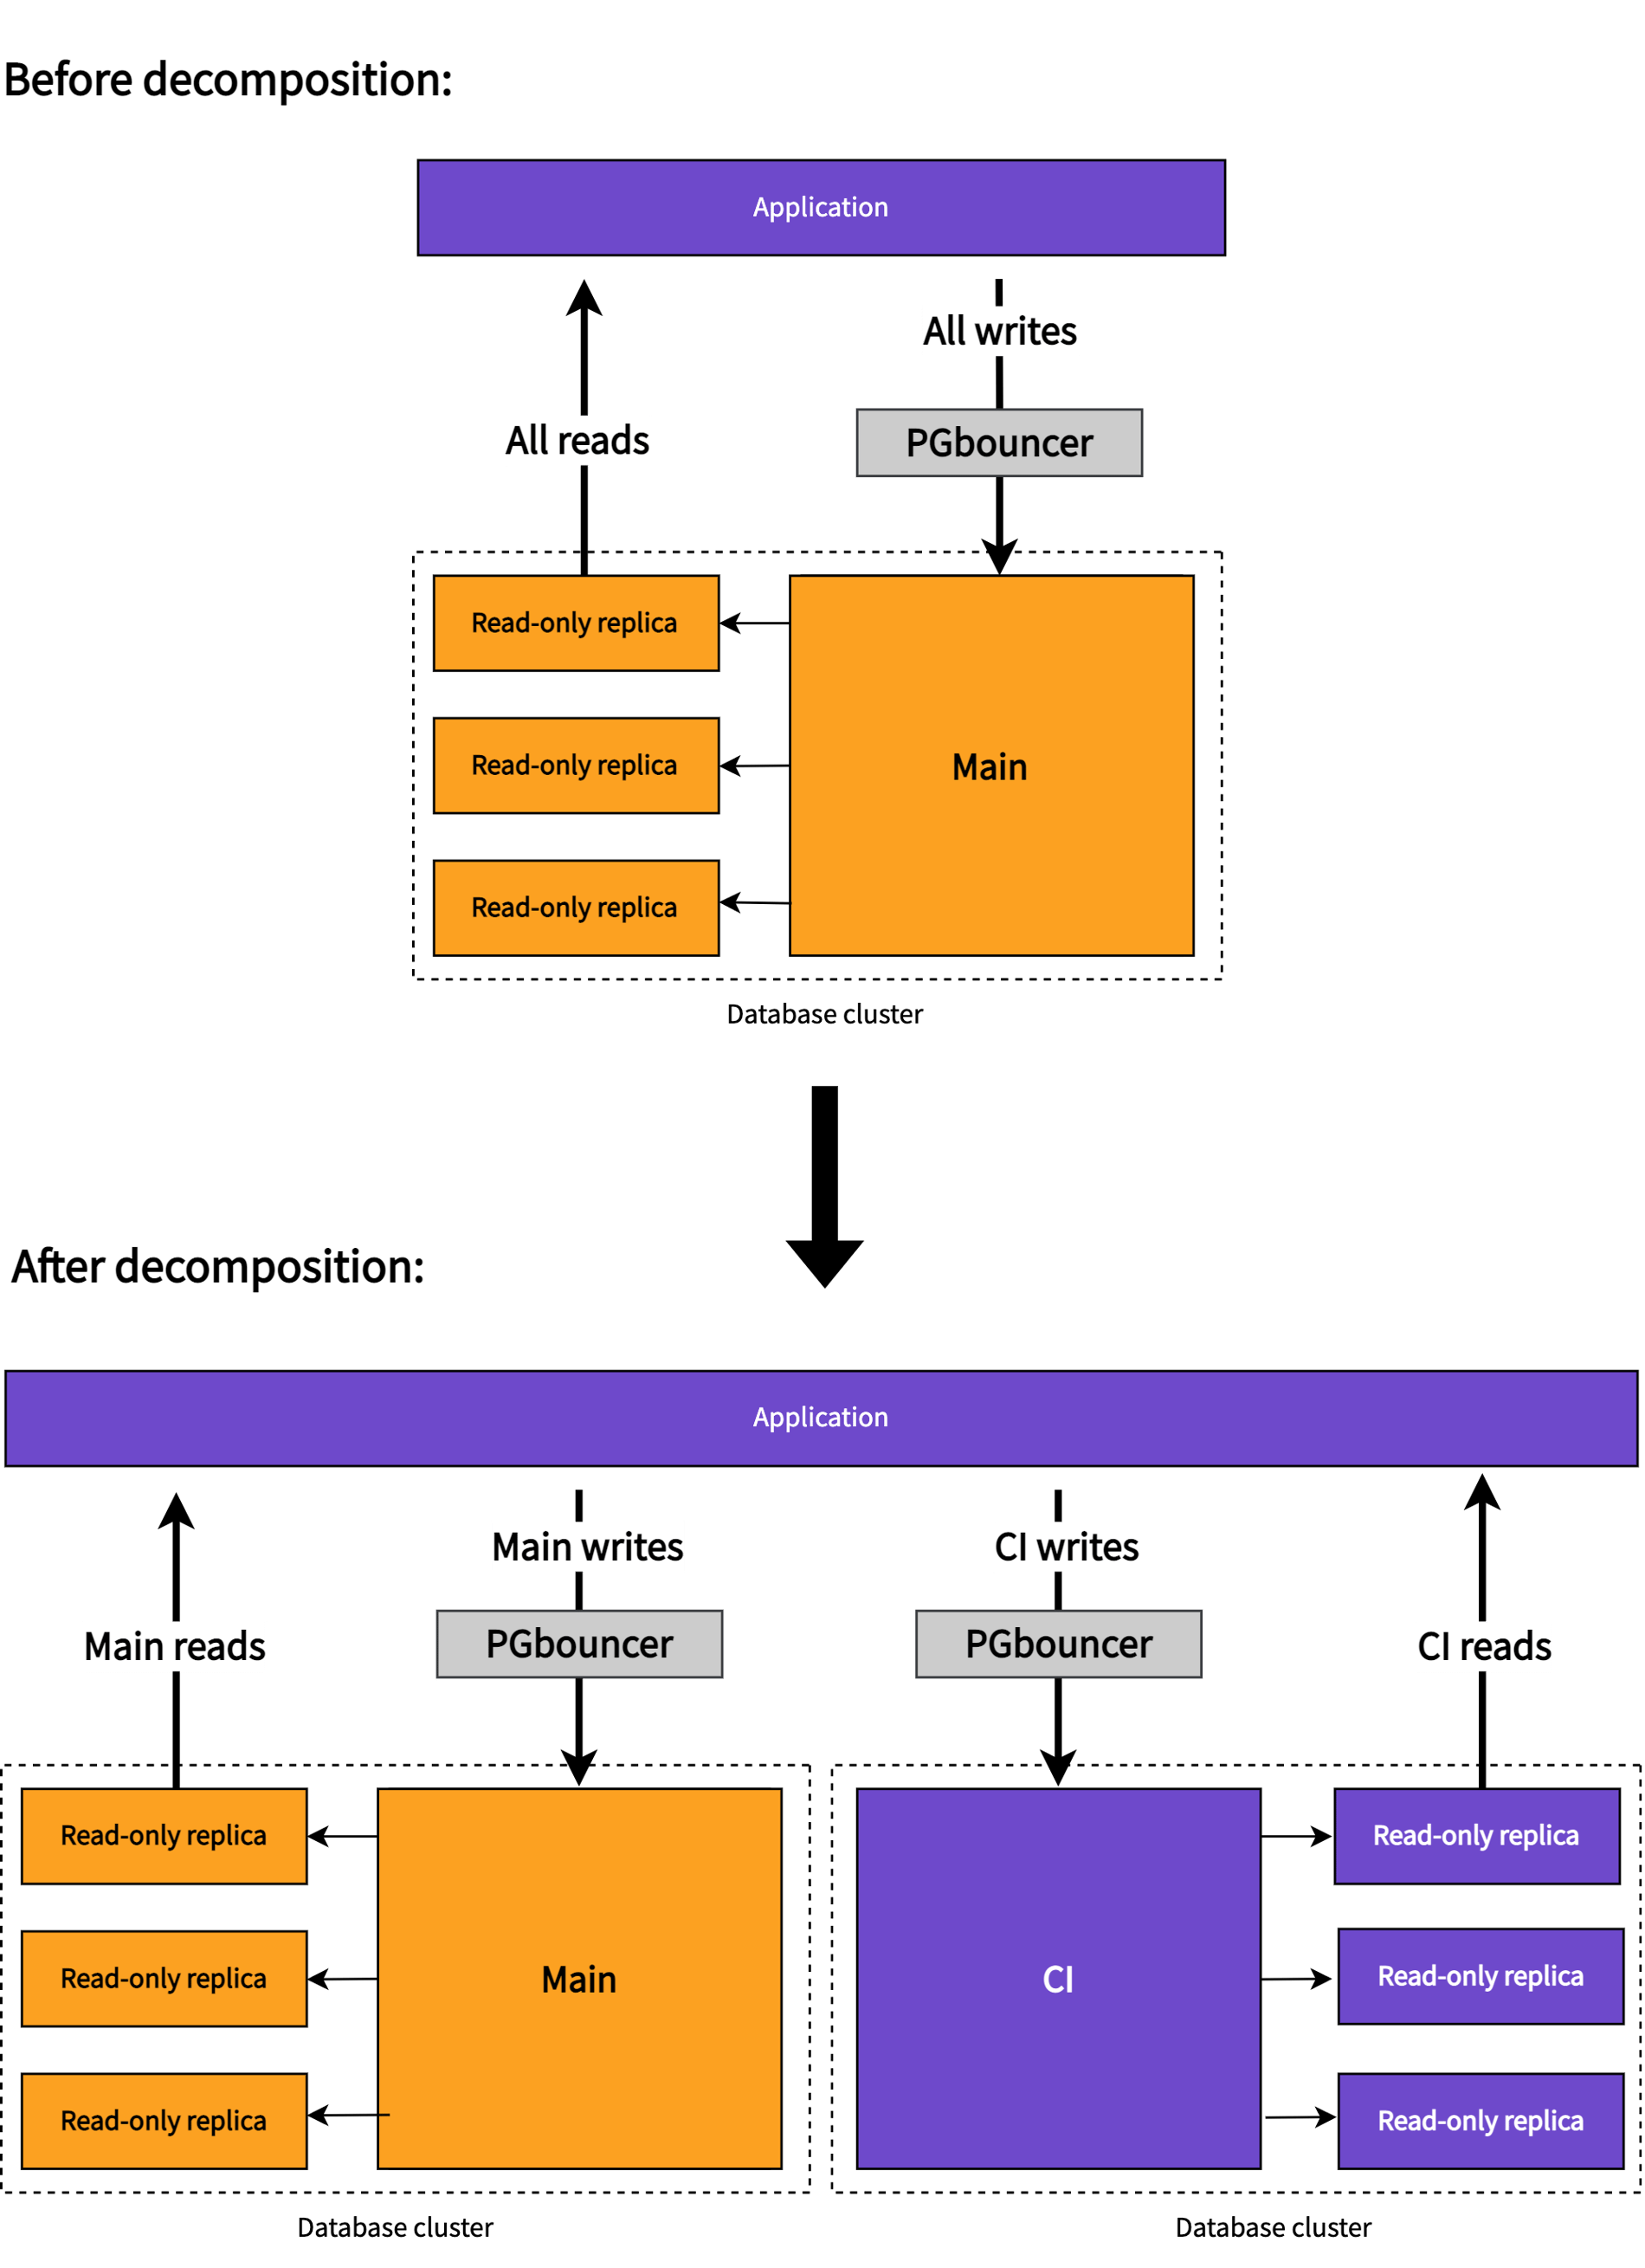 Before decomposition:
Application
All writes
All reads
PGbouncer
Read-only replica
Read-only replica
Main
Read-only replica
Database cluster
After decomposition:
Application
Main writes
CI writes
Main reads
PGbouncer
PGbouncer
CI reads
Read-only replica
Read-only replica
Read-only replica
Main
CI
Read-only replica
Read-only replica
Read-only replica
Database cluster
Database cluster